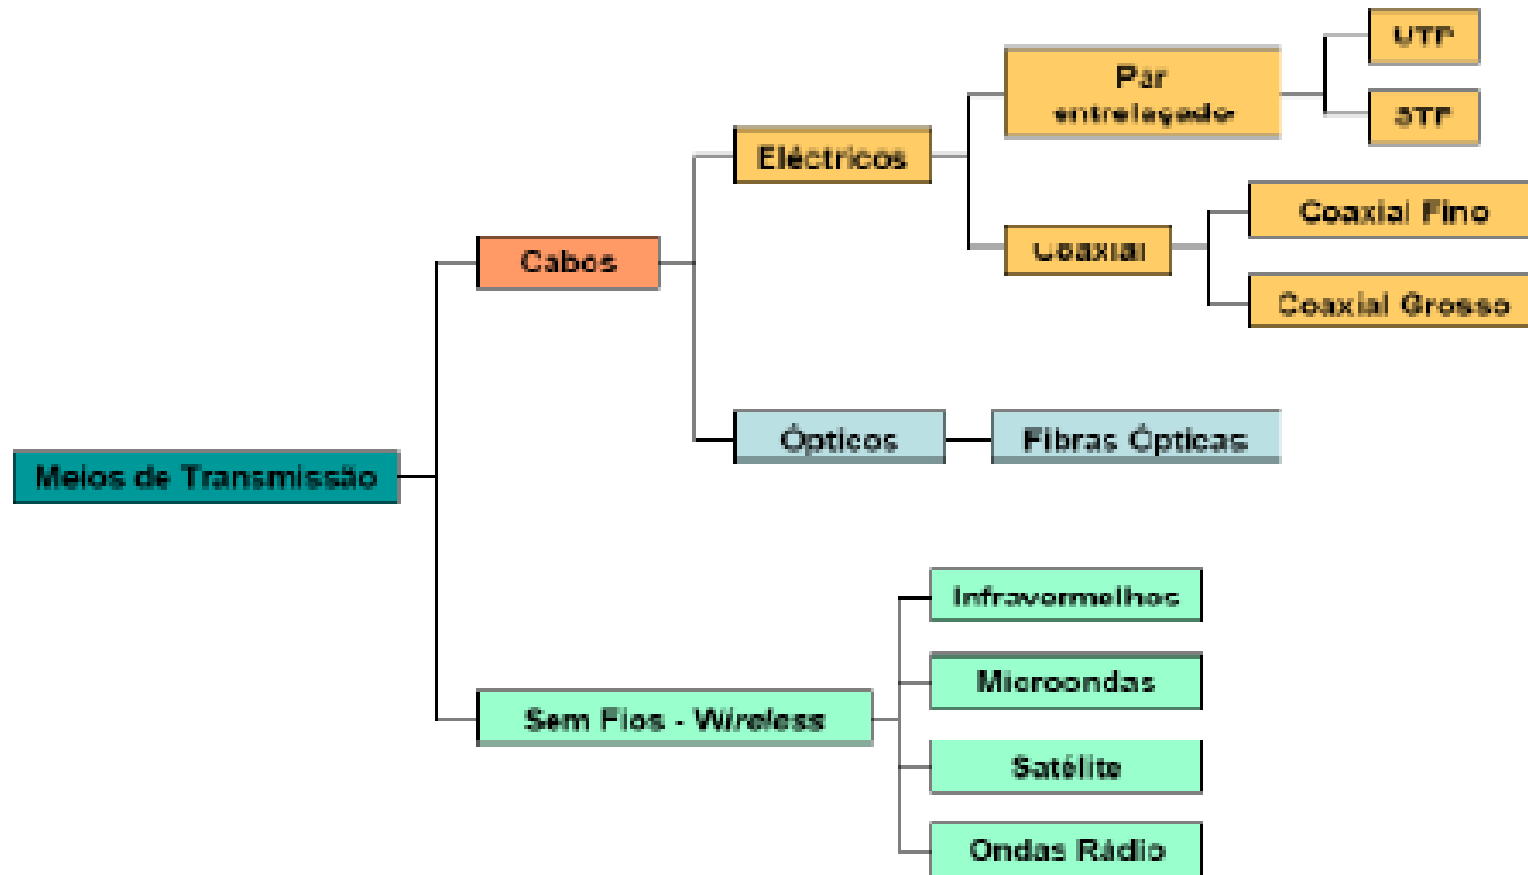 UTP
Par
entrelaçado
STP
Eléctricos
Coaxial Fino
Coaxial
Cabos
Coaxial Grosso
Ópticos
Fibras Ópticas
Meios de Transmissão
Infravermelhos
Microondas
Sem Fios - Wireless
Satélite
Ondas Rádio